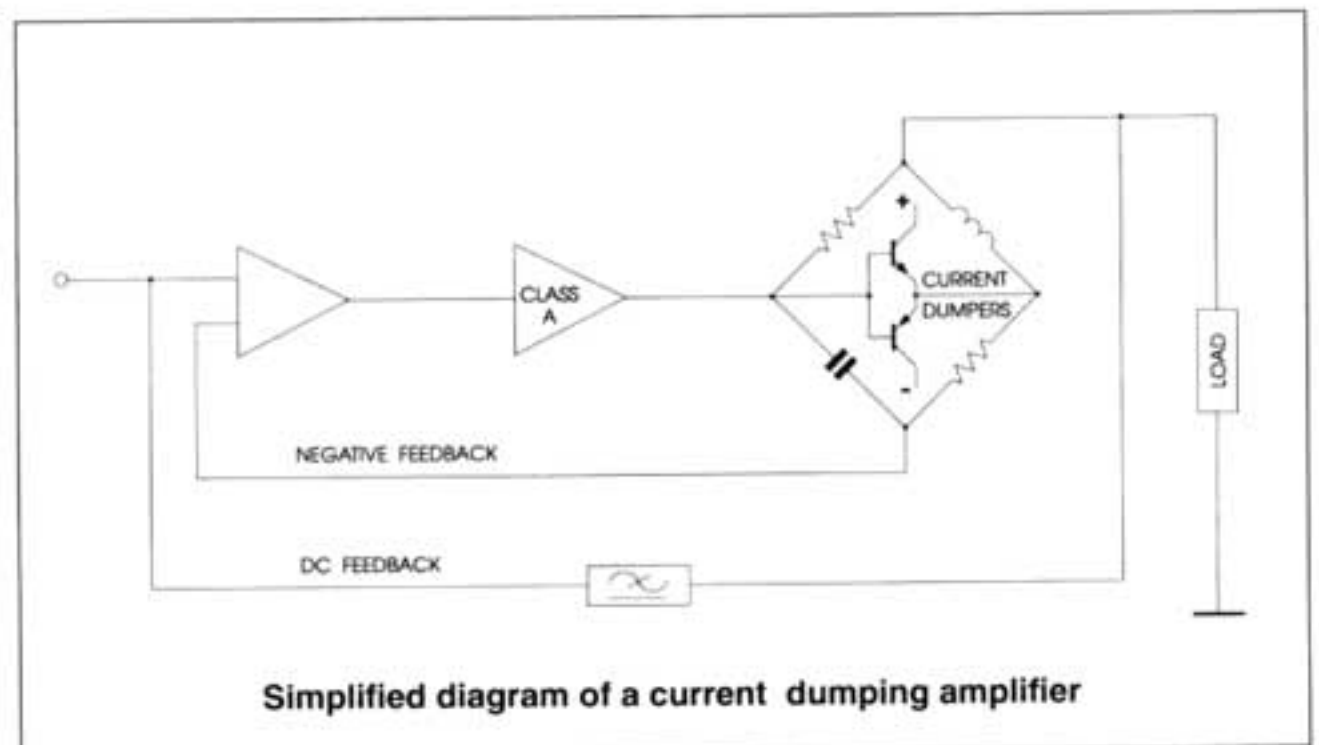 +
CLASS
A
CURRENT
DUMPERS
-
LOAD
NEGATIVE FEEDBACK
DC FEEDBACK
Simplified diagram of a current dumping amplifier